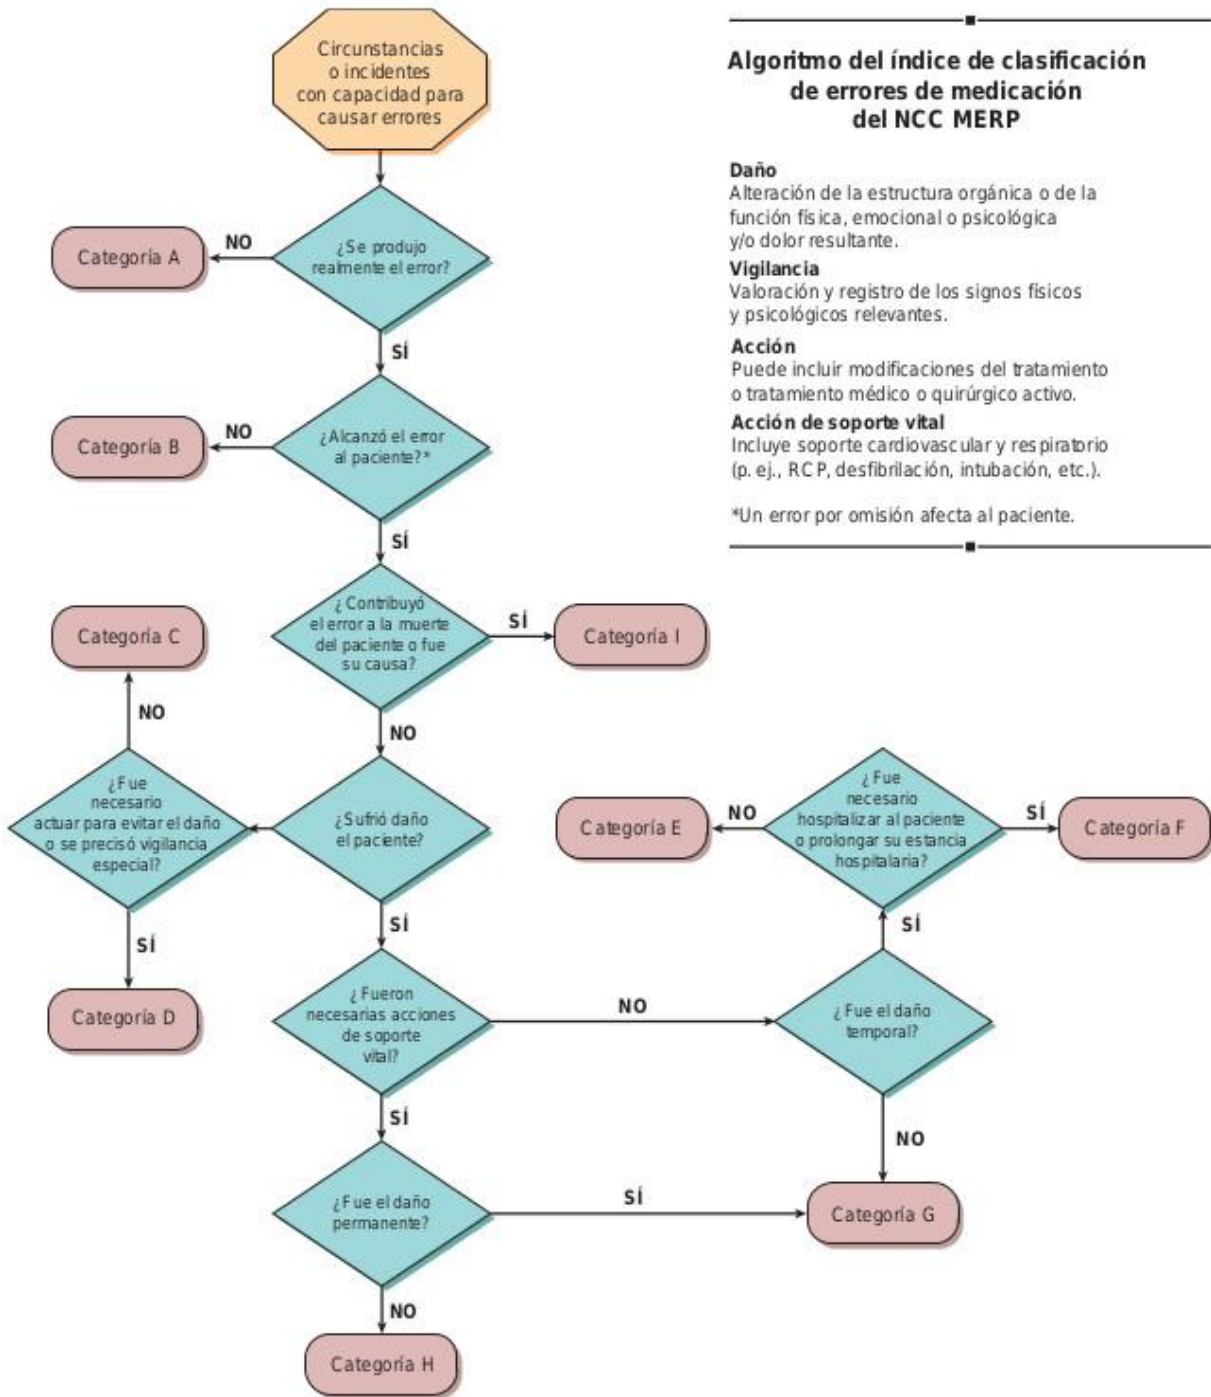 Circunstancias
o incidentes
con capacidad para
causar errores
Algoritmo del índice de clasificación
de errores de medicación
del NCC MERP
Daño
Alteración de la estructura orgánica o de la
función física, emocional o psicológica
y/o dolor resultante.
Vigilancia
Valoración y registro de los signos físicos
y psicológicos relevantes.
Acción
Puede incluir modificaciones del tratamiento
o tratamiento médico o quirúrgico activo.
Acción de soporte vital
Incluye soporte cardiovascular y respiratorio
(p. ej., RCP, desfibrilación, intubación, etc.).
*Un error por omisión afecta al paciente.
¿Se produjo
realmente el error?
NO
Categoría A
SÍ
¿Alcanzó el error
al paciente?*
NO
Categoría B
SÍ
¿Contribuyó
el error a la muerte
del paciente o fue
su causa?
SÍ
Categoría I
NO
Categoría C
NO
¿Fue
necesario
actuar para evitar el daño
o se precisó vigilancia
especial?
SÍ
Categoría D
¿Sufrió daño
el paciente?
SÍ
¿Fue
necesario
hospitalizar al paciente
o prolongar su estancia
hospitalaria?
NO
Categoría E
SÍ
Categoría F
SÍ
¿Fueron
necesarias acciones
de soporte
vital?
NO
¿Fue el daño
temporal?
SÍ
NO
¿Fue el daño
permanente?
SÍ
Categoría G
NO
Categoría H